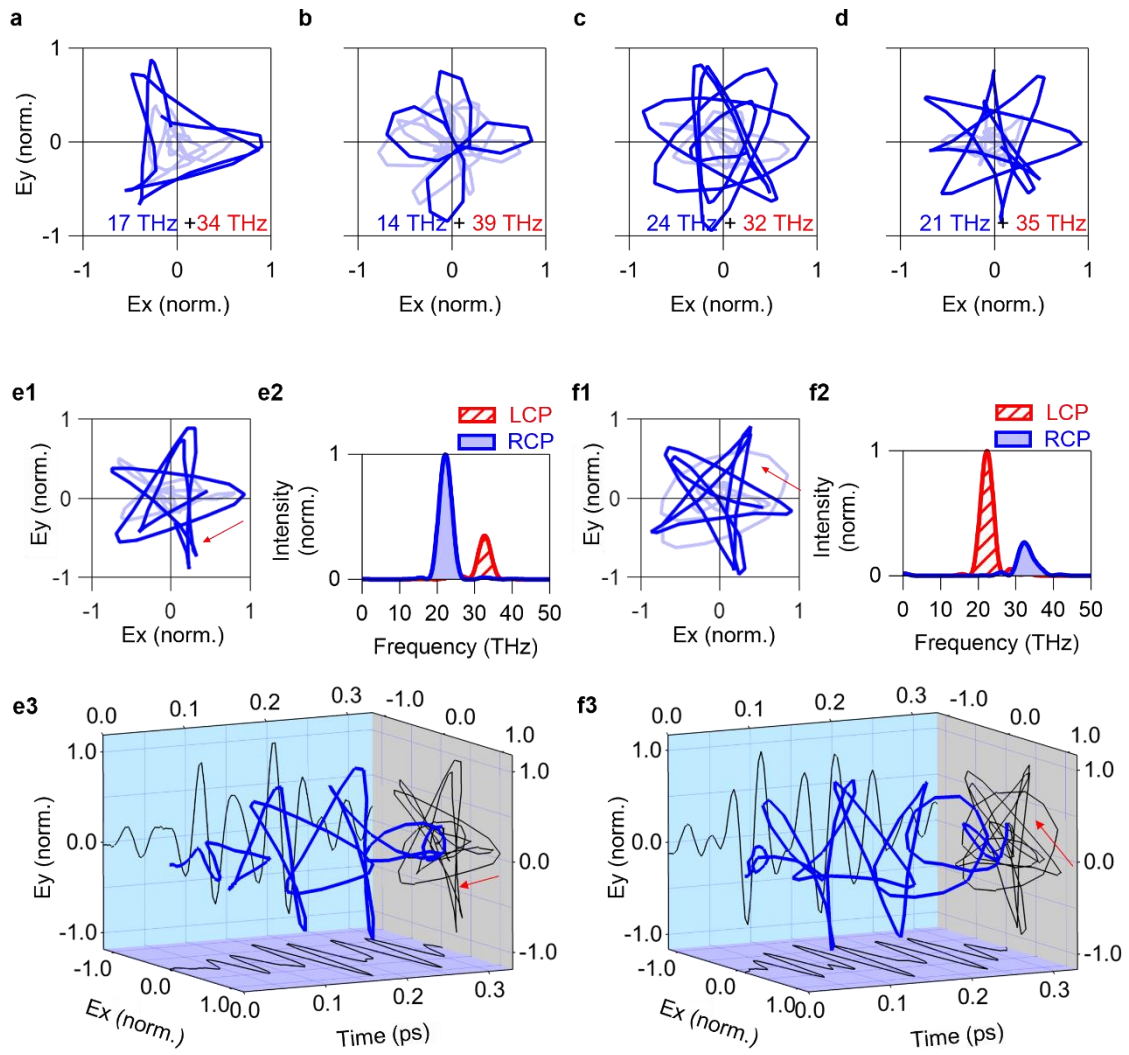 a
b
c
d
1
0
-1
Ey (norm.)
17 THz +34 THz
14 THz + 39 THz
24 THz + 32 THz
21 THz + 35 THz
-1 0 1
-1 0 1
-1 0 1
-1 0 1
Ex (norm.)
Ex (norm.)
Ex (norm.)
Ex (norm.)
e1
e2
f1
f2
1
0
-1
Ey (norm.)
-1 0 1
Ex (norm.)
LCP
RCP
1
0
Intensity
(norm.)
0 10 20 30 40 50
Frequency (THz)
1
0
-1
Ey (norm.)
-1 0 1
Ex (norm.)
LCP
RCP
1
0
Intensity
(norm.)
0 10 20 30 40 50
Frequency (THz)
e3
0.0 0.1 0.2 0.3 -1.0 0.0 1.0
1.0
0.0
-1.0
Ey (norm.)
1.0
0.0
-1.0
-1.0
0.0
1.0
Ex (norm.)
0.0 0.1 0.2 0.3
Time (ps)
f3
0.0 0.1 0.2 0.3 -1.0 0.0 1.0
1.0
0.0
-1.0
Ey (norm.)
1.0
0.0
-1.0
-1.0
0.0
1.0
Ex (norm.)
0.0 0.1 0.2 0.3
Time (ps)